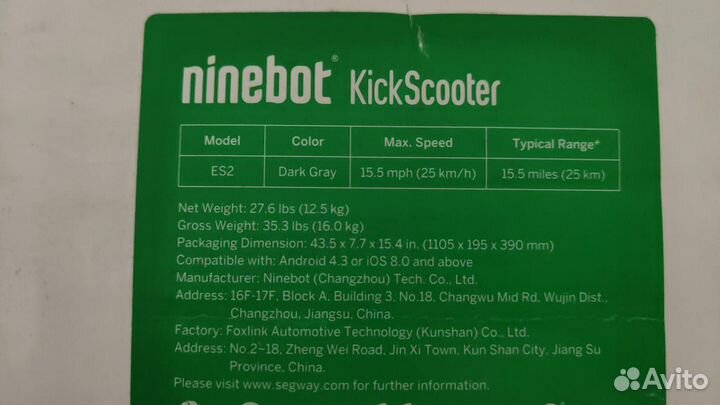 ninebot® KickScooter
Model Color Max. Speed Typical Range*
ES2 Dark Gray 15.5 mph (25 km/h) 15.5 miles (25 km)
Net Weight: 27.6 lbs (12.5 kg)
Gross Weight: 35.3 lbs (16.0 kg)
Packaging Dimension: 43.5 x 7.7 x 15.4 in. (1105 x 195 x 390 mm)
Compatible with: Android 4.3 or iOS 8.0 and above
Manufacturer: Ninebot (Changzhou) Tech. Co., Ltd.
Address: 16F-17F, Block A, Building 3, No.18, Changwu Mid Rd, Wujin Dist.,
Changzhou, Jiangsu, China.
Factory: Foxlink Automotive Technology (Kunshan) Co., Ltd.
Address: No.2~18, Zheng Wei Road, Jin Xi Town, Kun Shan City, Jiang Su
Province, China.
Please visit www.segway.com for further information.
Avito